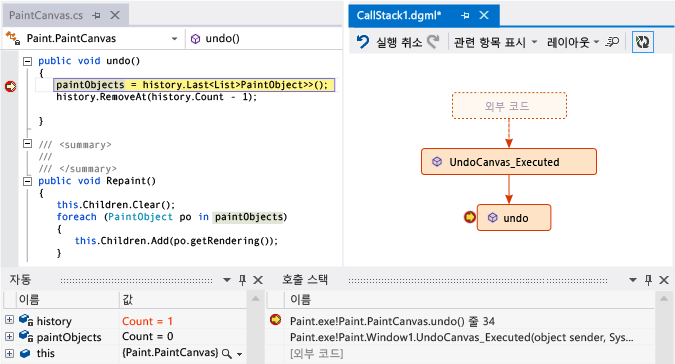 PaintCanvas.cs
Paint.PaintCanvas
undo()
public void undo()
{
paintObjects = history.Last<List>PaintObject>>();
history.RemoveAt(history.Count - 1);
}
/// <summary>
///
/// </summary>
public void Repaint()
{
this.Children.Clear();
foreach (PaintObject po in paintObjects)
{
this.Children.Add(po.getRendering());
}
CallStack1.dgml*
실행 취소
관련 항목 표시
레이아웃
외부 코드
UndoCanvas_Executed
undo
자동
이름 값
history Count = 1
paintObjects Count = 0
this {Paint.PaintCanvas}
호출 스택
이름
Paint.exe!Paint.PaintCanvas.undo() 줄 34
Paint.exe!Paint.Window1.UndoCanvas_Executed(object sender, Sys...
[외부 코드]